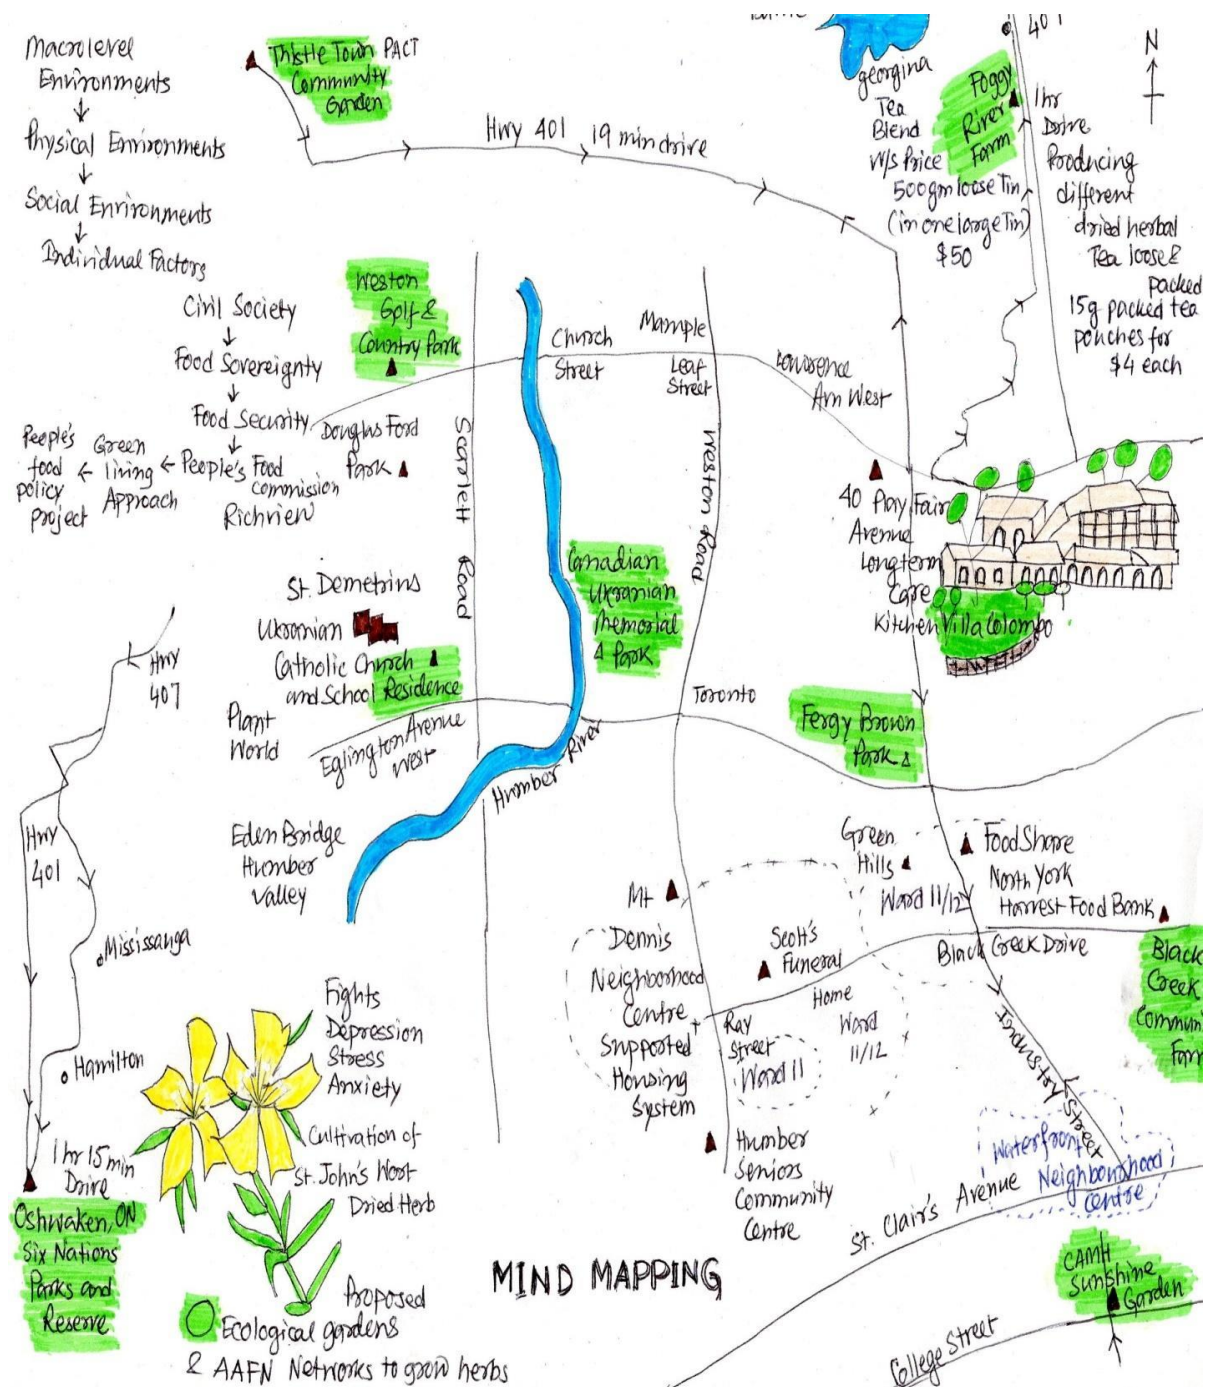 Macrolevel
Environments
Physical Environments
Social Environments
Individual Factors
Civil Society
Food Sovereignty
Food Security
People's Food
commission
Richview
Green
living
Approach
People's
food
policy
project
Thistle Town PACT
Community
Garden
Hwy 401 19 min drive
georgina
Tea
Blend
W/s Price
500gm loose Tin
(in one large Tin)
$50
Foggy
River
Farm
401
N
1hr
Drive
Producing
different
dried herbal
Tea loose &
packed
15g packed tea
pouches for
$4 each
Weston
Golf &
Country Park
Douglas Ford
Park
Scarlett Road
Church
Street
Mample
Leaf
Street
Weston Road
Lawrence
Avn West
40 Play Fair
Avenue
Longterm
Care
Kitchen Villa Colombo
St. Demetrius
Ukranian
Catholic Church
and School Residence
Canadian
Ukranian
Memorial
Park
Hwy
407
Plant
World
Eglington Avenue
West
Toronto
Fergy Brown
Park
Humber River
Eden Bridge
Humber
Valley
Hwy
401
Mississanga
Hamilton
1 hr 15 min
Drive
Oshwaken, ON
Six Nations
Parks and
Reserve
Green
Hills
Ward 11/12
FoodShare
North York
Harvest Food Bank
Black Creek Drive
Black
Creek
Communi
Farm
Mt
Dennis
Neighborhood
Centre
Supported
Housing
System
Scott's
Funeral
Home
Ward
11/12
Ray
Street
Ward 11
Industry Street
Humber
Seniors
Community
Centre
Waterfront
Neighbourhood
Centre
St. Clair's Avenue
CAMH
Sunshine
Garden
College Street
Fights
Depression
Stress
Anxiety
Cultivation of
St. John's Wort
Dried Herb
MIND MAPPING
Proposed
Ecological gardens
& AAFN Networks to grow herbs